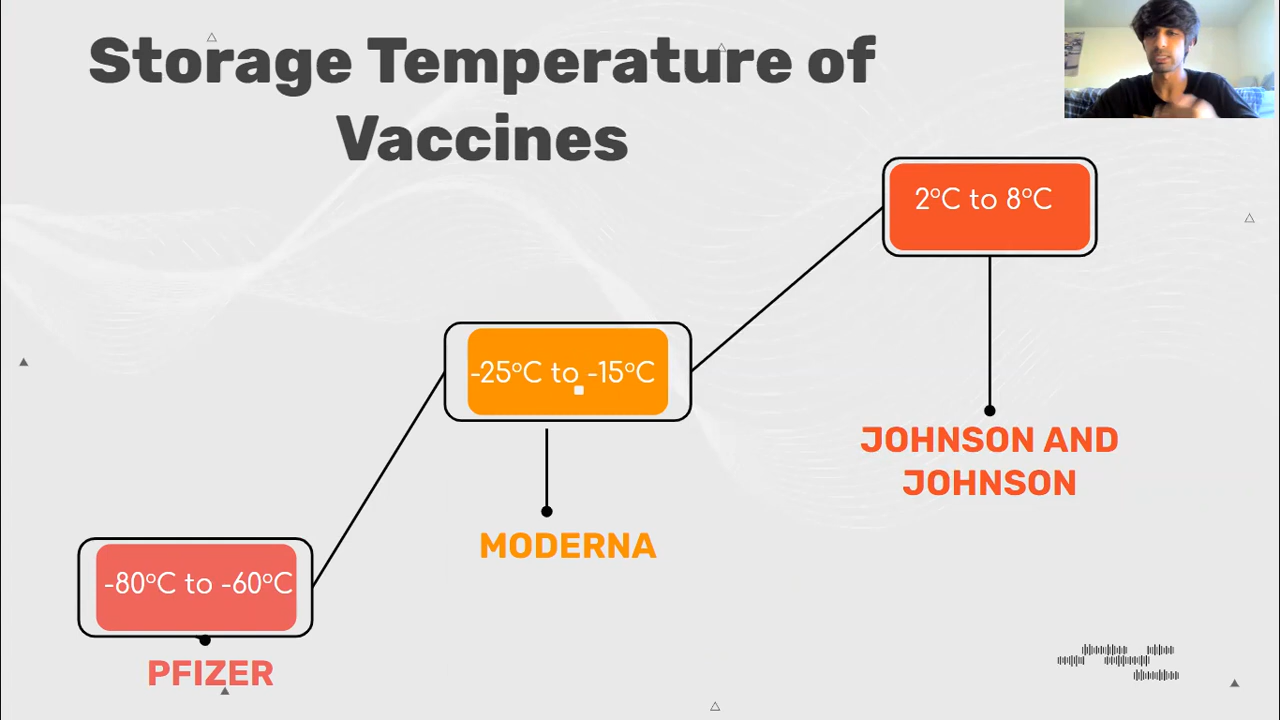 Storage Temperature of
Vaccines
2°C to 8°C
-25°C to -15°C
JOHNSON AND
JOHNSON
MODERNA
-80°C to -60°C
PFIZER